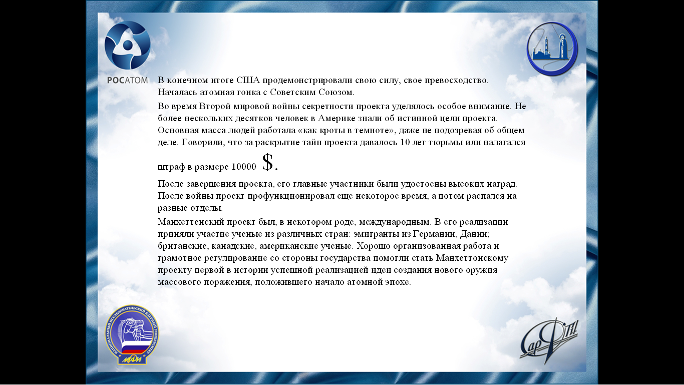 РОСАТОМ
В конечном итоге США продемонстрировали свою силу, свое превосходство.
Началась атомная гонка с Советским Союзом.
Во время Второй мировой войны секретности проекта уделялось особое внимание. Не
более нескольких десятков человек в Америке знали об истинной цели проекта.
Основная масса людей работала «как кроты в темноте», даже не подозревая об общем
деле. Говорили, что за раскрытие тайн проекта давалось 10 лет тюрьмы или налагался
штраф в размере 10000 $.
После завершения проекта, его главные участники были удостоены высоких наград.
После войны проект профункционировал еще некоторое время, а потом распался на
разные отделы.
Манхеттенский проект был, в некотором роде, международным. В его реализации
приняли участие ученые из различных стран: эмигранты из Германии, Дании;
британские, канадские, американские ученые. Хорошо организованная работа и
грамотное регулирование со стороны государства помогли стать Манхеттонскому
проекту первой в истории успешной реализацией идеи создания нового оружия
массового поражения, положившего начало атомной эпохе.
СарФТИ